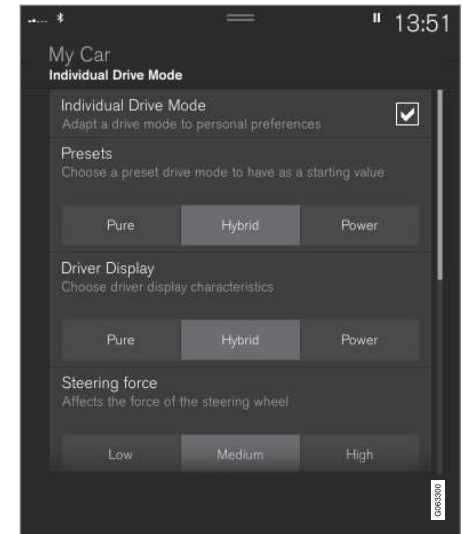 13:51
My Car
Individual Drive Mode
Individual Drive Mode
Adapt a drive mode to personal preferences
Presets
Choose a preset drive mode to have as a starting value
Pure Hybrid Power
Driver Display
Choose driver display characteristics
Pure Hybrid Power
Steering force
Affects the force of the steering wheel
Low Medium High
G063300